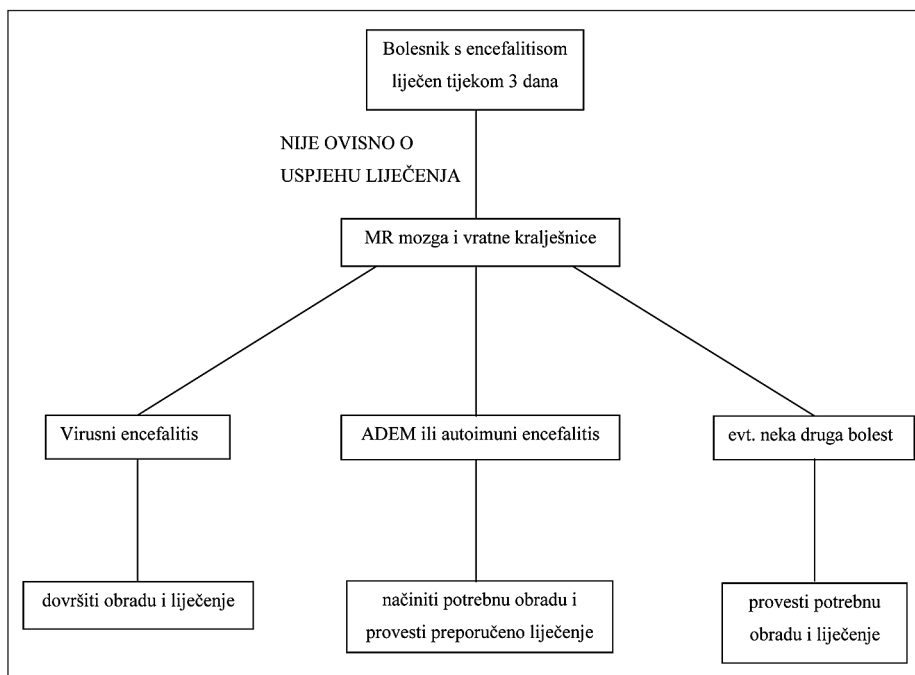 Bolesnik s encefalitisom
liječen tijekom 3 dana
NIJE OVISNO O
USPJEHU LIJEČENJA
MR mozga i vratne kralješnice
Virusni encefalitis
ADEM ili autoimuni encefalitis
evt. neka druga bolest
dovršiti obradu i liječenje
načiniti potrebnu obradu i
provesti preporučeno liječenje
provesti potrebnu
obradu i liječenje